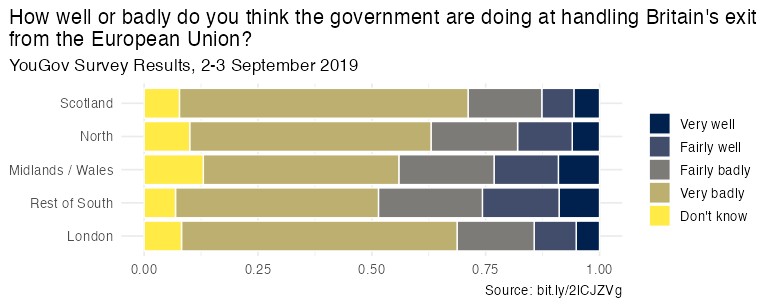 How well or badly do you think the government are doing at handling Britain's exit
from the European Union?
YouGov Survey Results, 2-3 September 2019
Scotland
North
Midlands / Wales
Rest of South
London
0.00 0.25 0.50 0.75 1.00
Very well
Fairly well
Fairly badly
Very badly
Don't know
Source: bit.ly/2lCJZVg